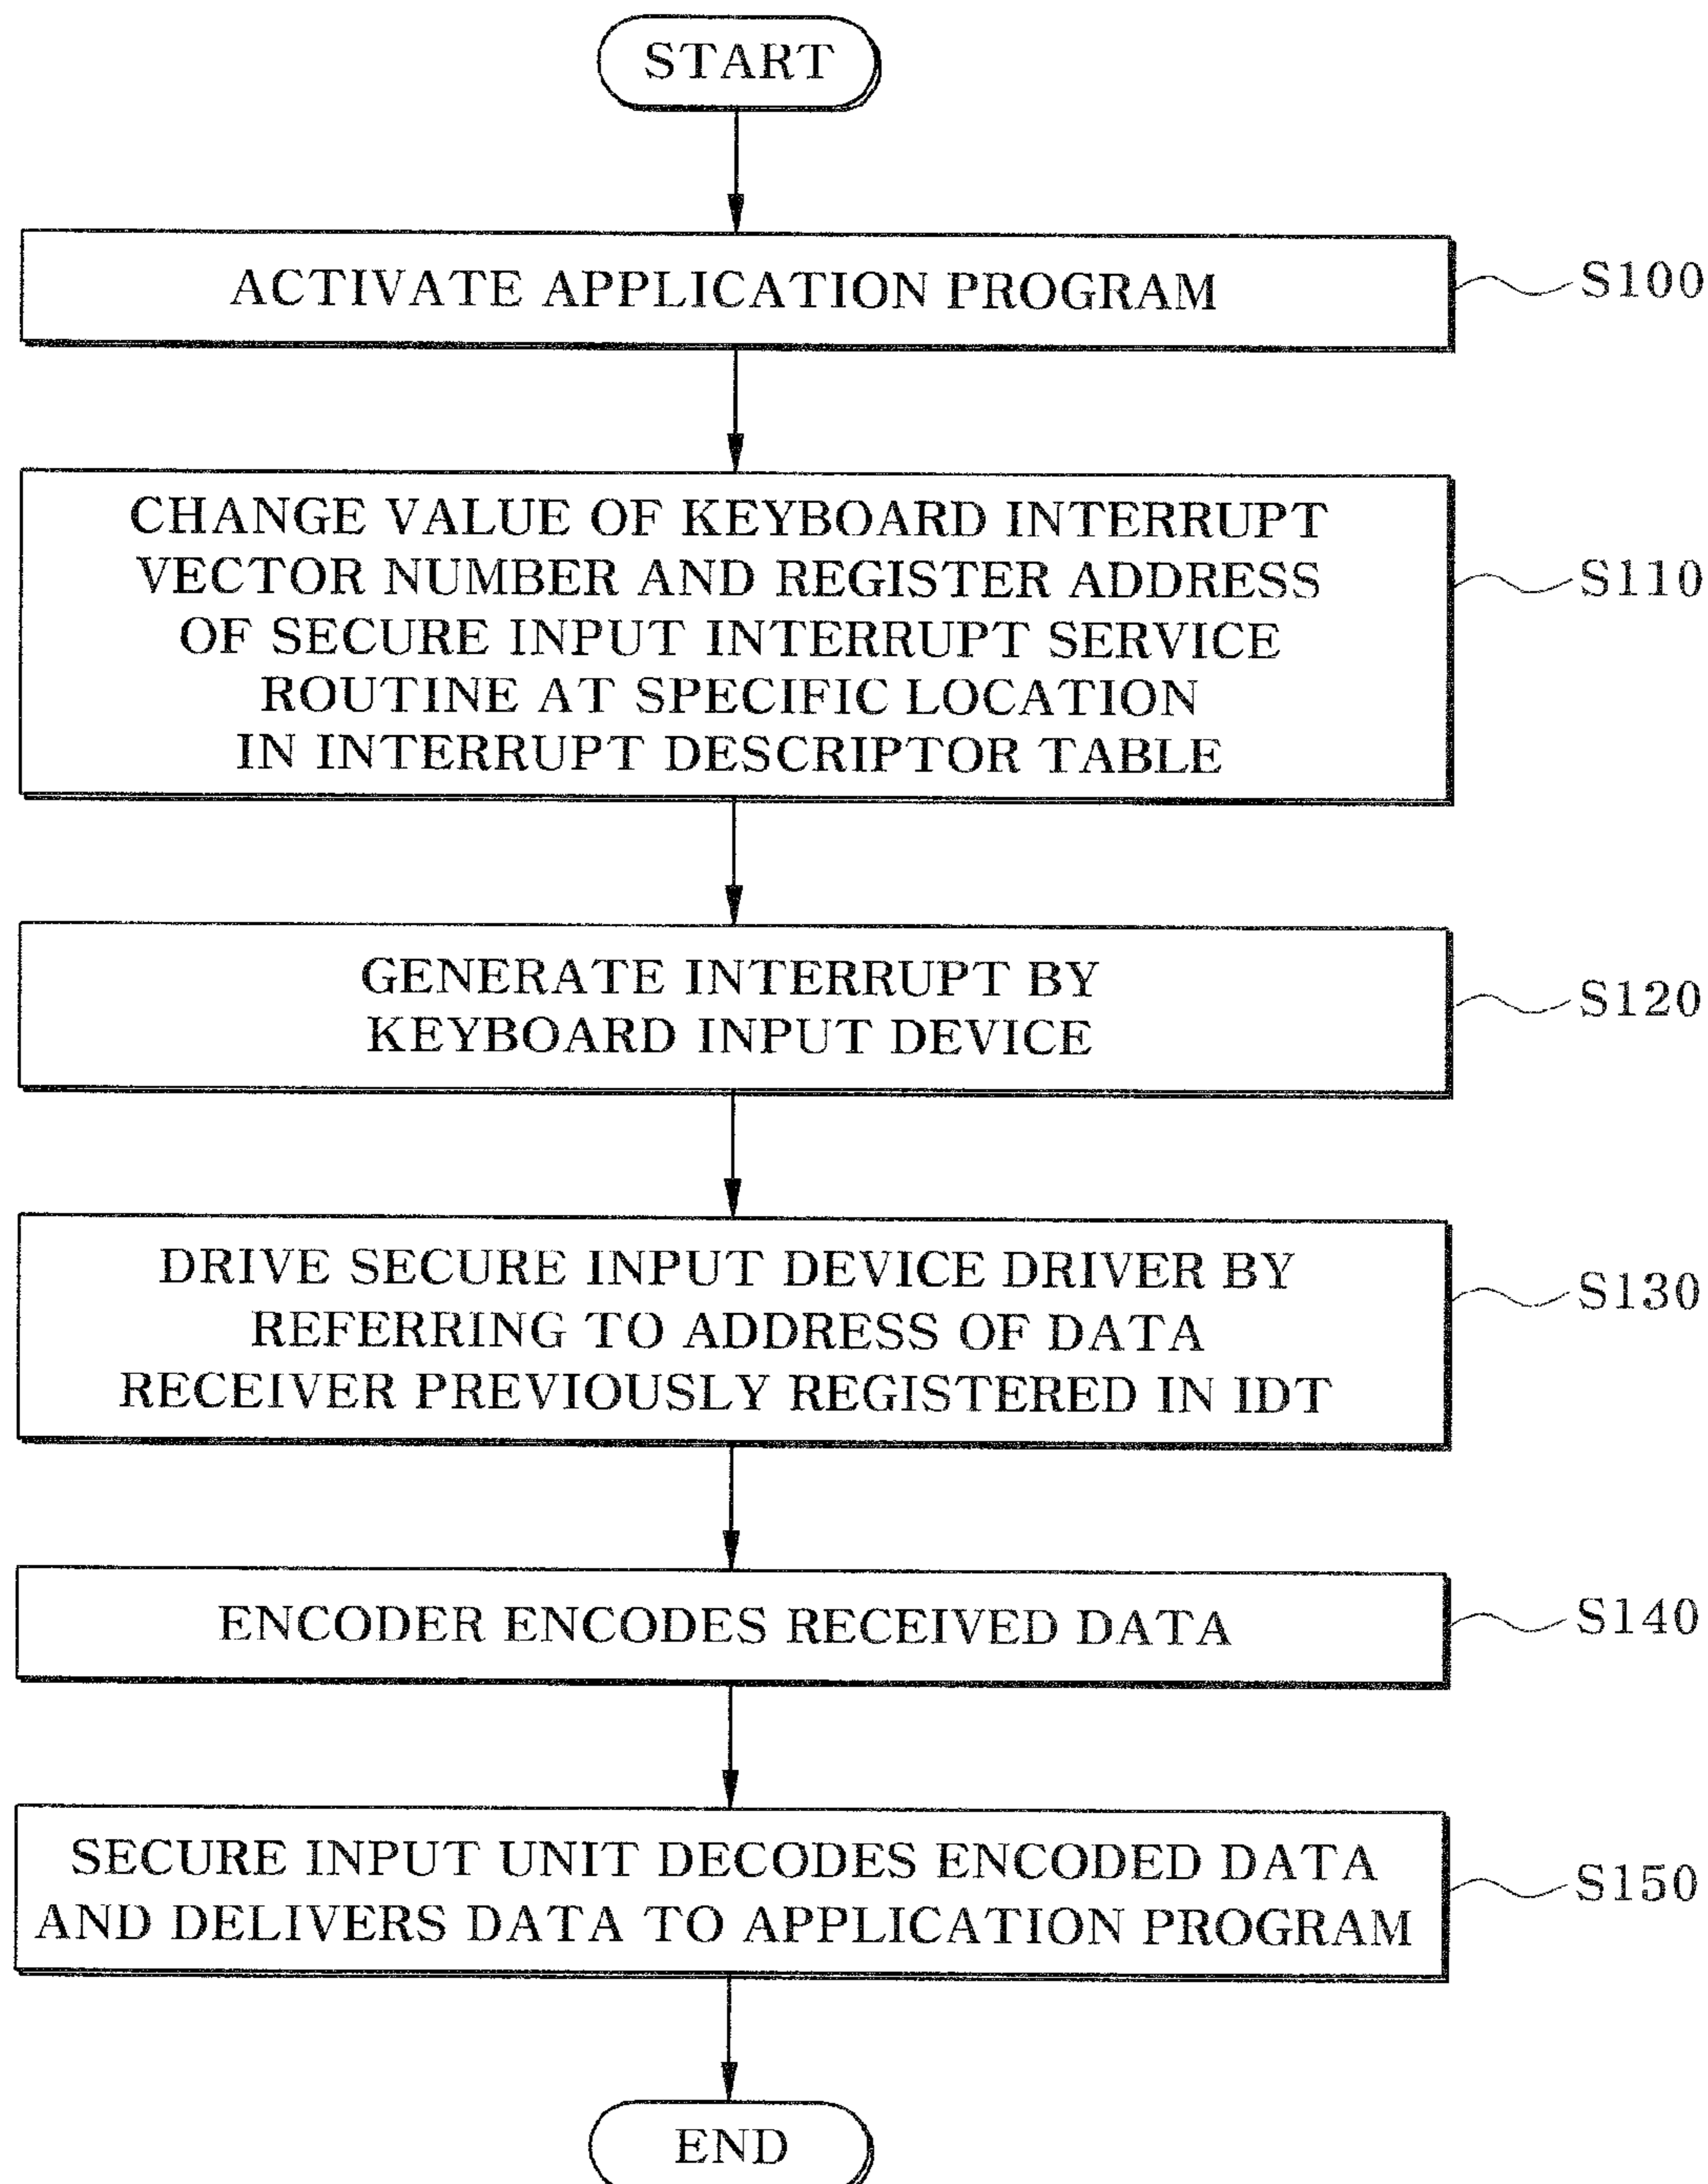 START
ACTIVATE APPLICATION PROGRAM
S100
CHANGE VALUE OF KEYBOARD INTERRUPT
VECTOR NUMBER AND REGISTER ADDRESS
OF SECURE INPUT INTERRUPT SERVICE
ROUTINE AT SPECIFIC LOCATION
IN INTERRUPT DESCRIPTOR TABLE
S110
GENERATE INTERRUPT BY
KEYBOARD INPUT DEVICE
S120
DRIVE SECURE INPUT DEVICE DRIVER BY
REFERRING TO ADDRESS OF DATA
RECEIVER PREVIOUSLY REGISTERED IN IDT
S130
ENCODER ENCODES RECEIVED DATA
S140
SECURE INPUT UNIT DECODES ENCODED DATA
AND DELIVERS DATA TO APPLICATION PROGRAM
S150
END